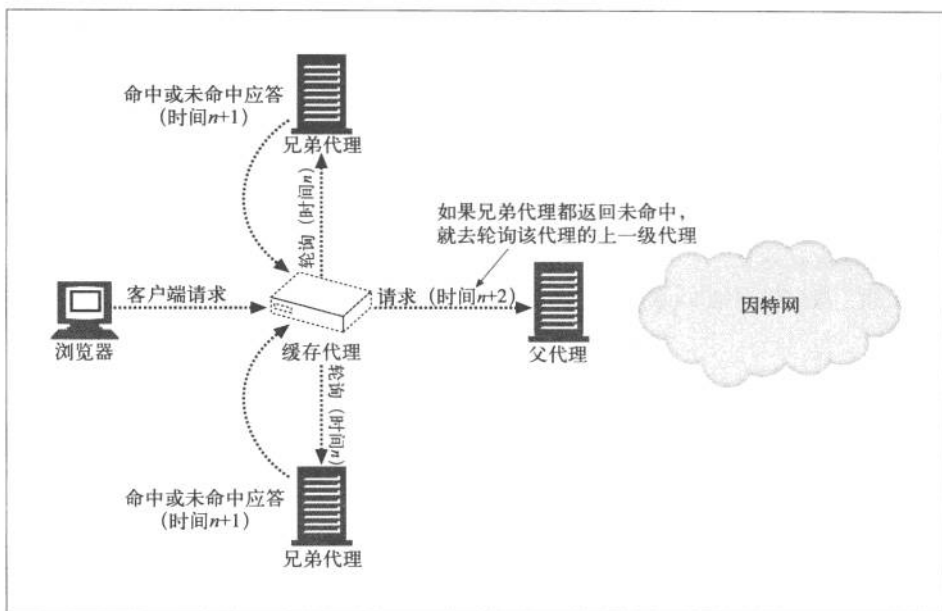 命中或未命中应答
(时间n+1)
兄弟代理
轮询 (时间n)
如果兄弟代理都返回未命中,
就去轮询该代理的上一级代理
客户端请求
请求 (时间n+2)
因特网
浏览器
缓存代理
父代理
轮询 (时间n)
命中或未命中应答
(时间n+1)
兄弟代理